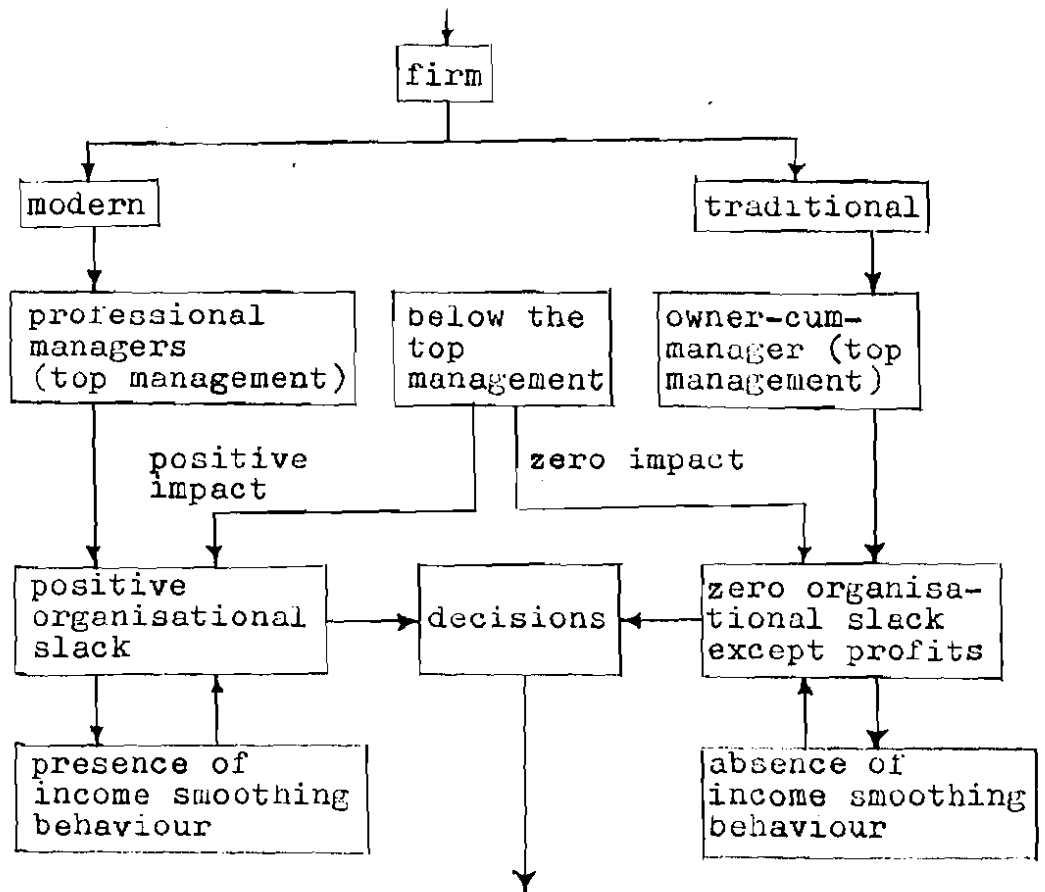 firm
modern
traditional
professional
managers
(top management)
below the
top
management
owner-cum-
manager (top
management)
positive
impact
zero impact
positive
organisational
slack
decisions
zero organisa-
tional slack
except profits
presence of
income smoothing
behaviour
absence of
income smoothing
behaviour